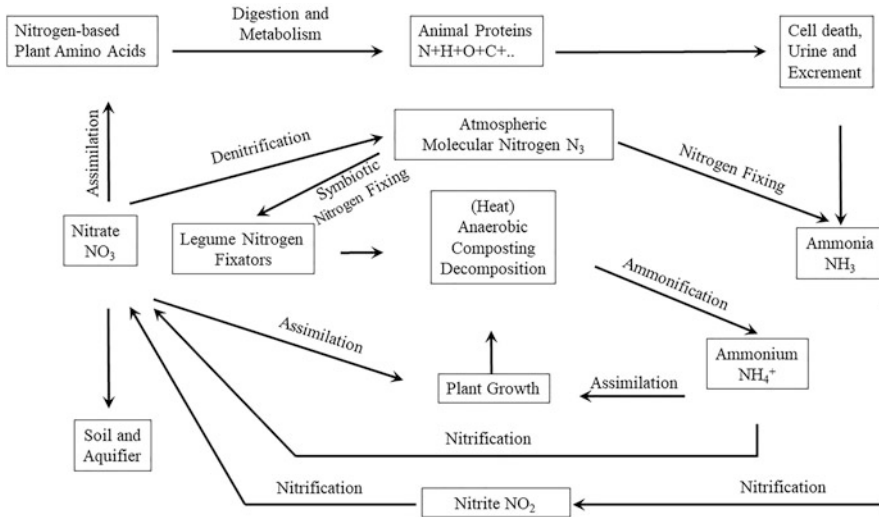 Nitrogen-based
Plant Amino Acids
Digestion and
Metabolism
Animal Proteins
N+H+O+C+..
Cell death,
Urine and
Excrement
Assimilation
Denitrification
Atmospheric
Molecular Nitrogen N₃
Nitrogen Fixing
Symbiotic
Nitrogen Fixing
Nitrate
NO₃
Legume Nitrogen
Fixators
(Heat)
Anaerobic
Composting
Decomposition
Ammonia
NH₃
Ammonification
Assimilation
Ammonium
NH₄⁺
Plant Growth
Assimilation
Soil and
Aquifier
Nitrification
Nitrification
Nitrite NO₂
Nitrification